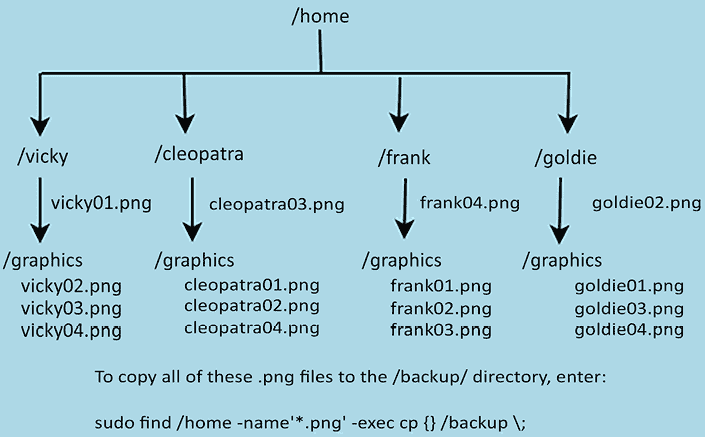 /home
/vicky /cleopatra /frank /goldie
vicky01.png cleopatra03.png frank04.png goldie02.png
/graphics /graphics /graphics /graphics
vicky02.png cleopatra01.png frank01.png goldie01.png
vicky03.png cleopatra02.png frank02.png goldie03.png
vicky04.png cleopatra04.png frank03.png goldie04.png
To copy all of these .png files to the /backup/ directory, enter:
sudo find /home -name'*.png' -exec cp {} /backup \;